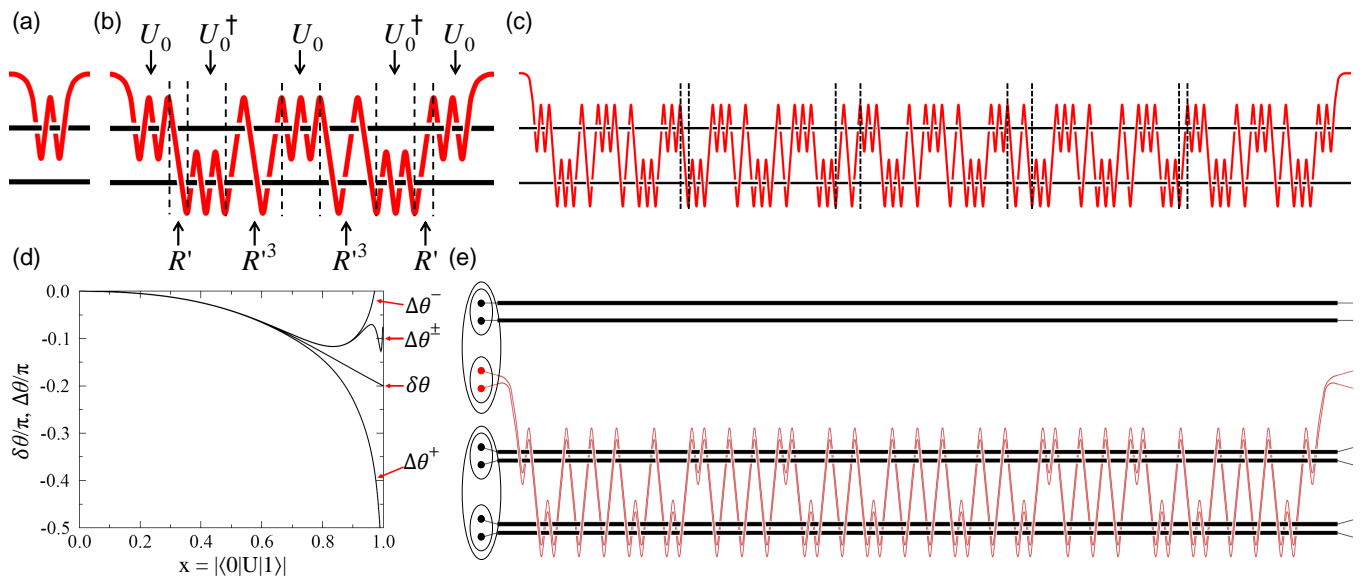 (a)
(b)
U₀ U₀† U₀ U₀† U₀
R' R'³ R'³ R'
(c)
(d)
0.0
-0.1
-0.2
-0.3
-0.4
-0.5
δθ/π, Δθ/π
Δθ⁻
Δθ±
δθ
Δθ⁺
0.0 0.2 0.4 0.6 0.8 1.0
x = |⟨0|U|1⟩|
(e)